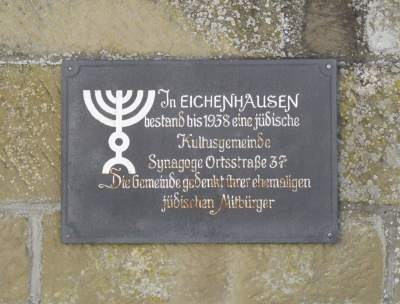 In EICHENHAUSEN
bestand bis 1938 eine jüdische
Kultusgemeinde
Synagoge Ortsstraße 37
Die Gemeinde gedenkt ihrer ehemaligen
jüdischen Mitbürger